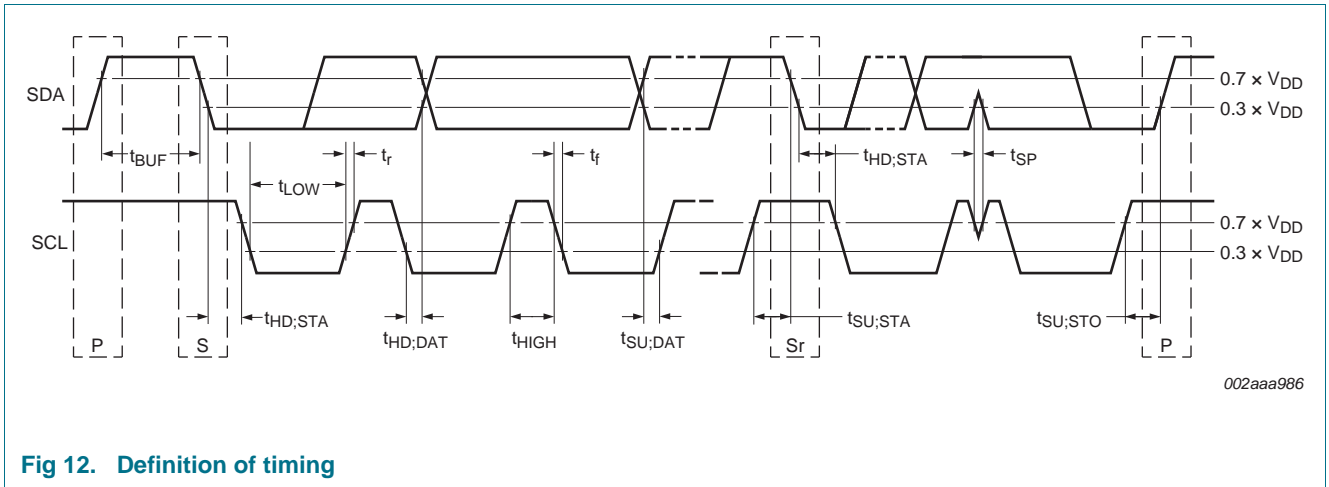 SDA
0.7 × VDD
0.3 × VDD
tBUF
tLOW
tr
tf
tHD;STA
tSP
SCL
0.7 × VDD
0.3 × VDD
tHD;STA
tHD;DAT
tHIGH
tSU;DAT
tSU;STA
tSU;STO
P
S
Sr
P
002aaa986
Fig 12. Definition of timing